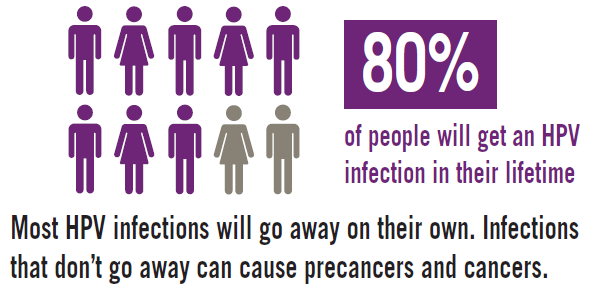 80%
of people will get an HPV
infection in their lifetime
Most HPV infections will go away on their own. Infections
that don’t go away can cause precancers and cancers.